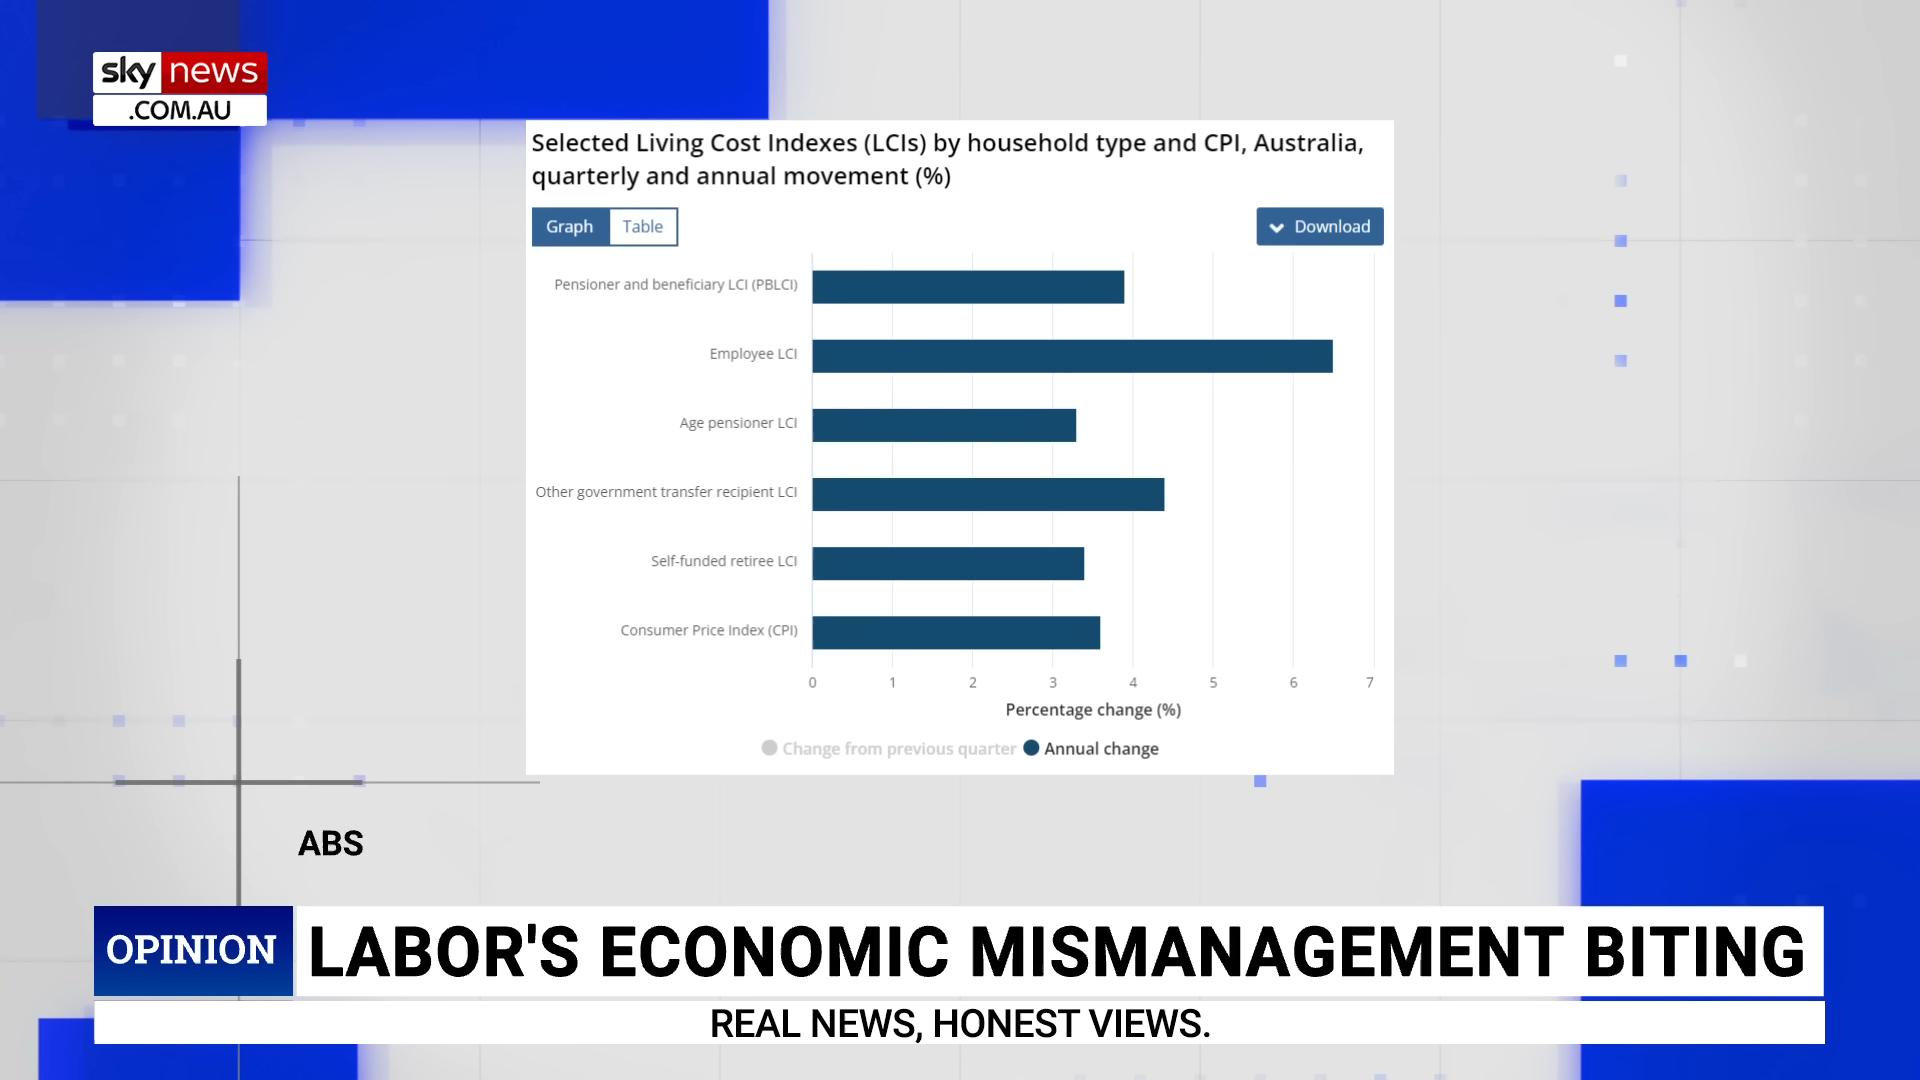 sky news
.COM.AU
Selected Living Cost Indexes (LCIs) by household type and CPI, Australia,
quarterly and annual movement (%)
Graph Table Download
Pensioner and beneficiary LCI (PBLCI)
Employee LCI
Age pensioner LCI
Other government transfer recipient LCI
Self-funded retiree LCI
Consumer Price Index (CPI)
0 1 2 3 4 5 6 7
Percentage change (%)
Change from previous quarter Annual change
ABS
OPINION LABOR'S ECONOMIC MISMANAGEMENT BITING
REAL NEWS, HONEST VIEWS.